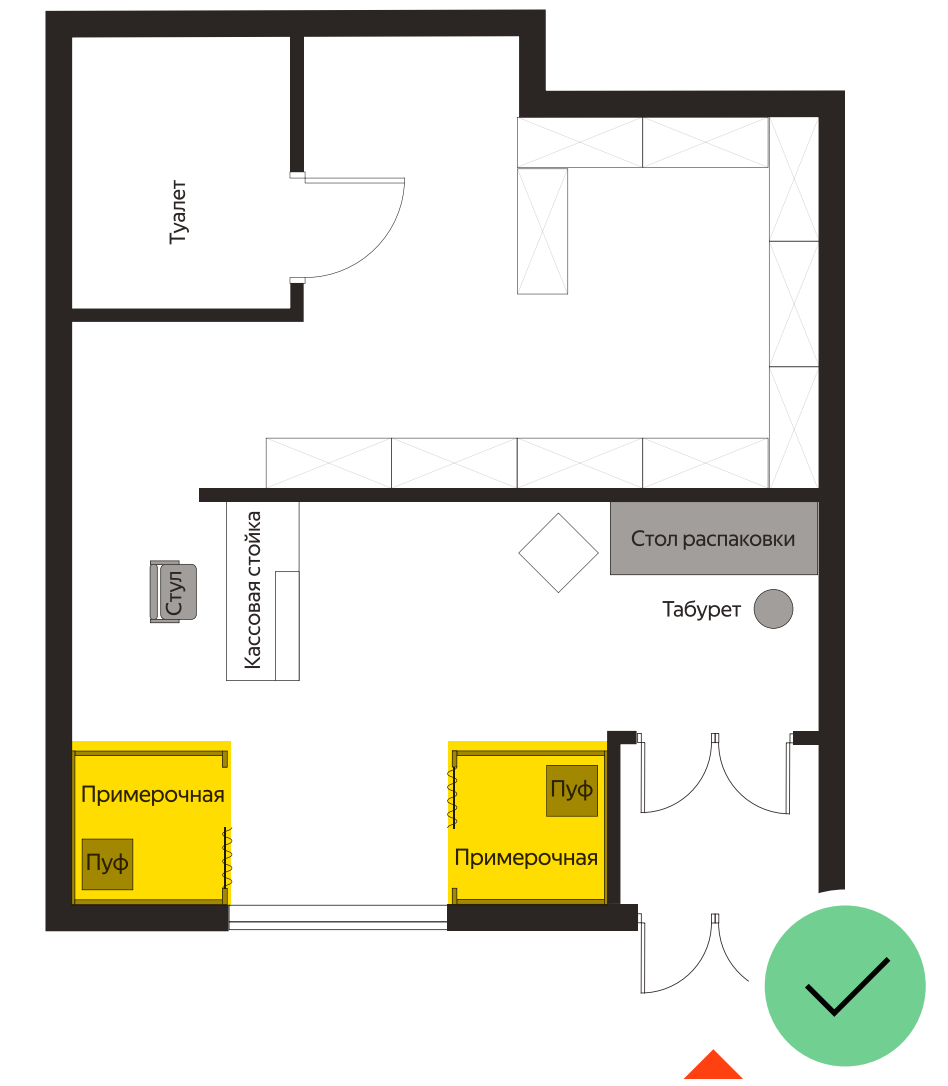 Туалет
Кассовая стойка
Стол распаковки
Стул
Табурет
Примерочная
Пуф
Пуф
Примерочная